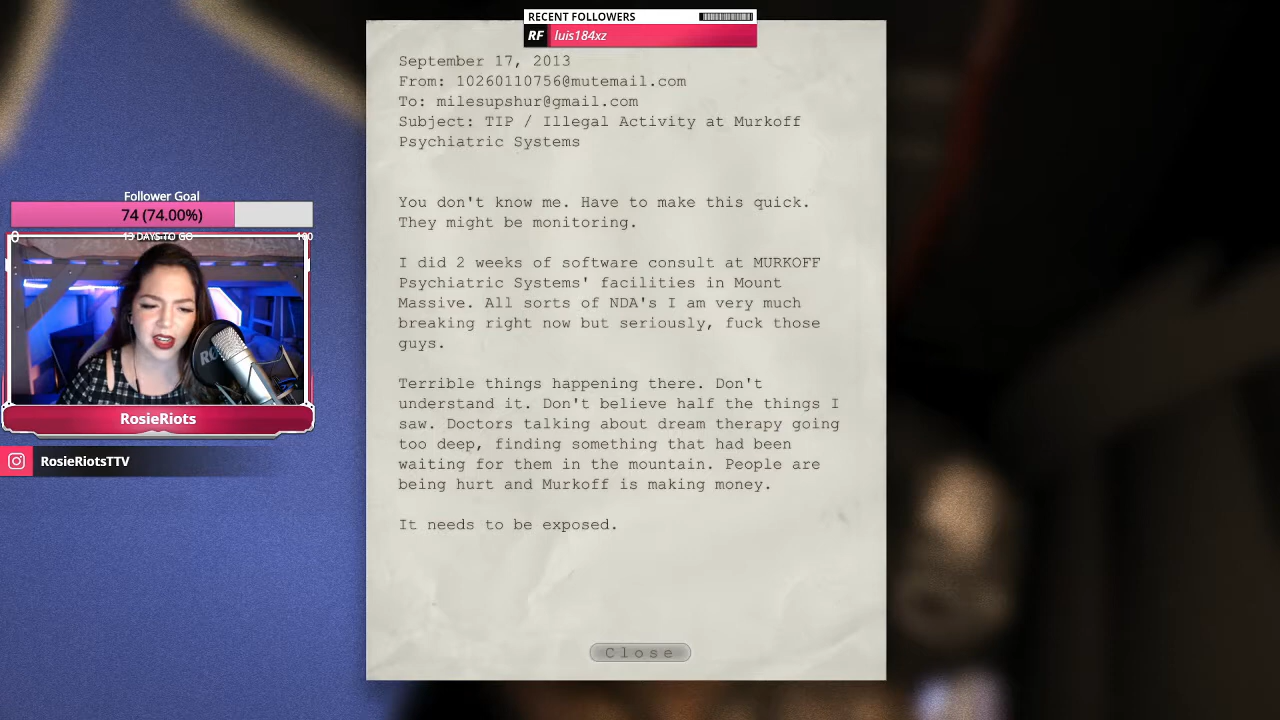 RECENT FOLLOWERS
RF luis184xz
September 17, 2013
From: 10260110756@mutemail.com
To: milesupshur@gmail.com
Subject: TIP / Illegal Activity at Murkoff
Psychiatric Systems
You don't know me. Have to make this quick.
They might be monitoring.
I did 2 weeks of software consult at MURKOFF
Psychiatric Systems' facilities in Mount
Massive. All sorts of NDA's I am very much
breaking right now but seriously, fuck those
guys.
Terrible things happening there. Don't
understand it. Don't believe half the things I
saw. Doctors talking about dream therapy going
too deep, finding something that had been
waiting for them in the mountain. People are
being hurt and Murkoff is making money.
It needs to be exposed.
Close
Follower Goal
74 (74.00%)
0 13 DAYS TO GO 100
RosieRiots
RosieRiotsTTV